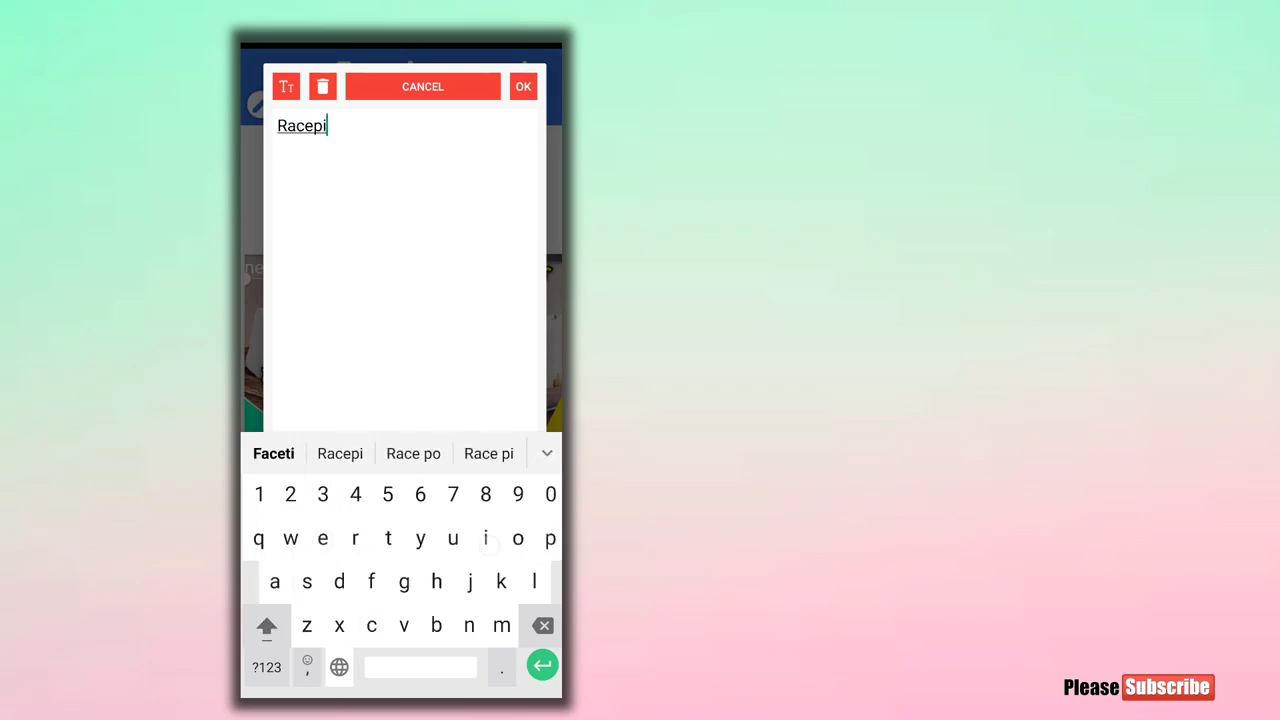 Tт CANCEL OK
Racepi
ne
Faceti Racepi Race po Race pi
1 2 3 4 5 6 7 8 9 0
q w e r t y u i o p
a s d f g h j k l
z x c v b n m
?123 , .
Please Subscribe